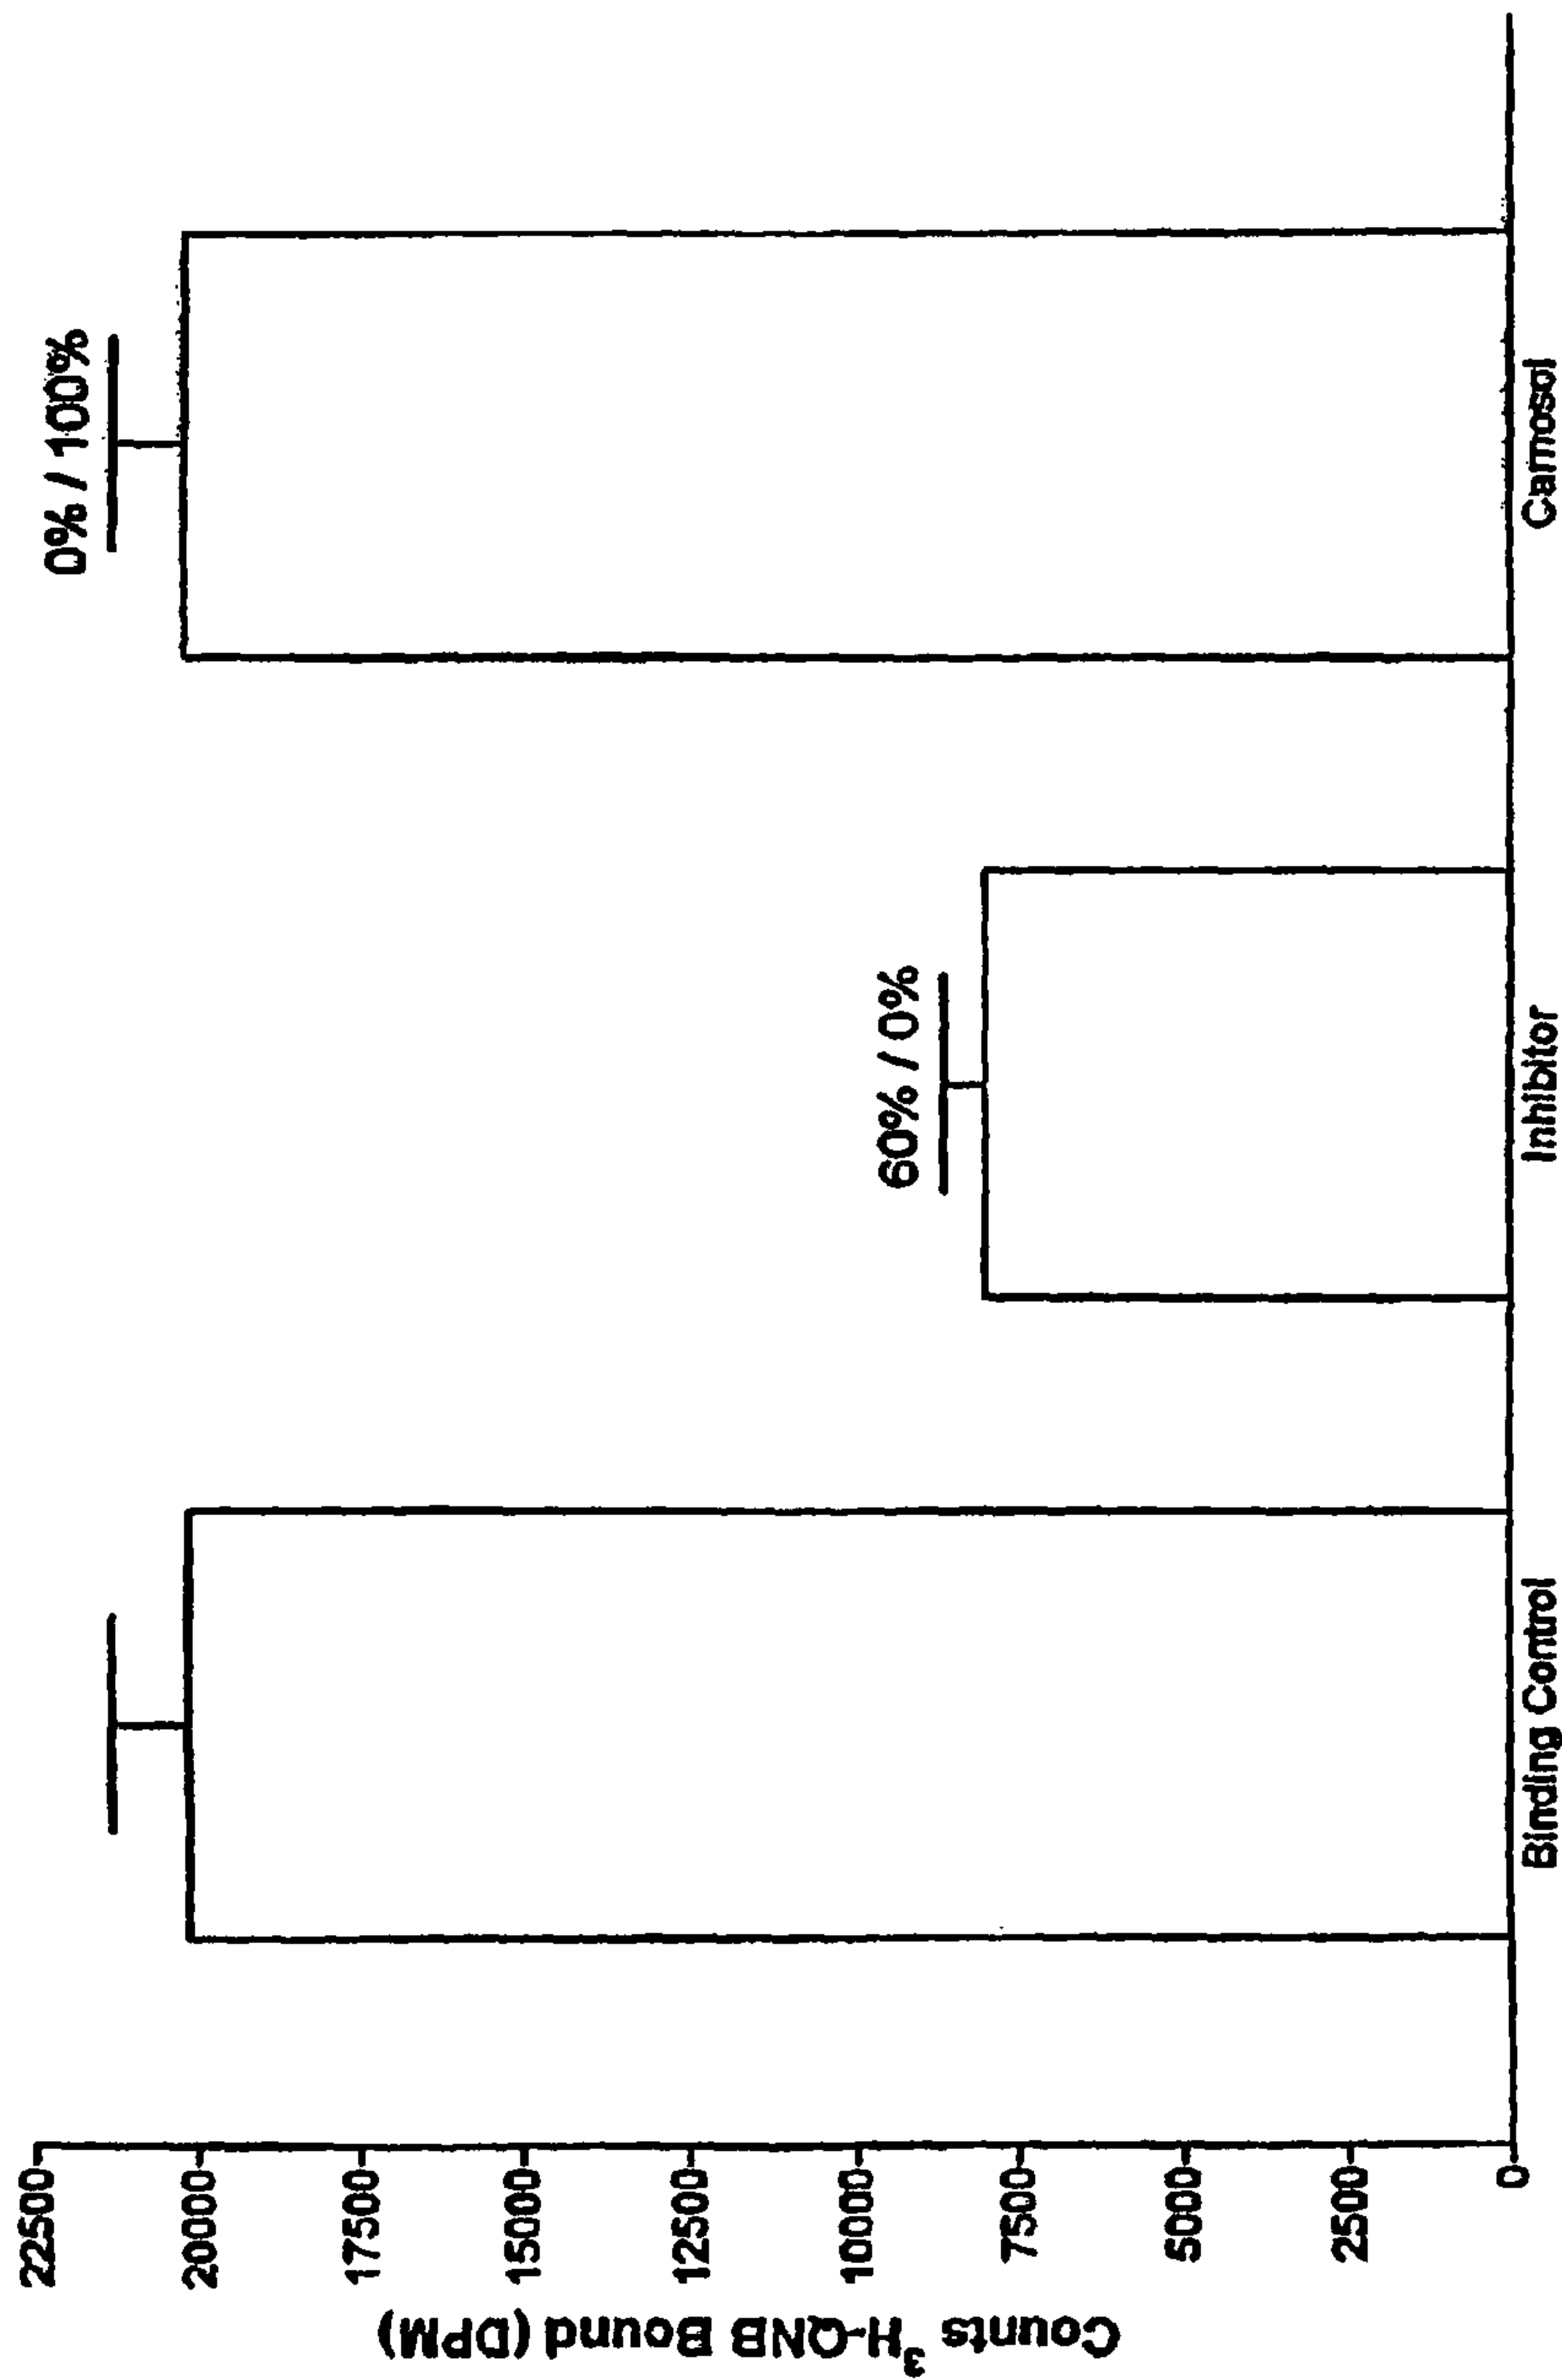 Counts ³H-QNB Bound (DPM)
22500
20000
17500
15000
12500
10000
7500
5000
2500
0
0% / 100%
60% / 0%
Binding Control
Inhibitor
Carnosol